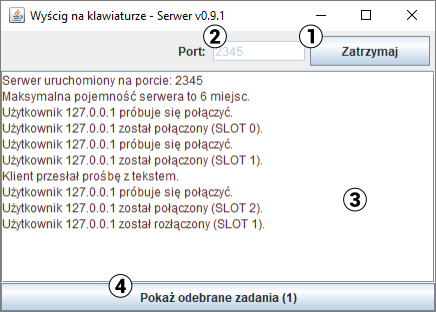 Wyścig na klawiaturze - Serwer v0.9.1
2 1
Port: 2345 Zatrzymaj
Serwer uruchomiony na porcie: 2345
Maksymalna pojemność serwera to 6 miejsc.
Użytkownik 127.0.0.1 próbuje się połączyć.
Użytkownik 127.0.0.1 został połączony (SLOT 0).
Użytkownik 127.0.0.1 próbuje się połączyć.
Użytkownik 127.0.0.1 został połączony (SLOT 1).
Klient przesłał prośbę z tekstem.
Użytkownik 127.0.0.1 próbuje się połączyć.
Użytkownik 127.0.0.1 został połączony (SLOT 2).
Użytkownik 127.0.0.1 został rozłączony (SLOT 1).
3
4
Pokaż odebrane zadania (1)